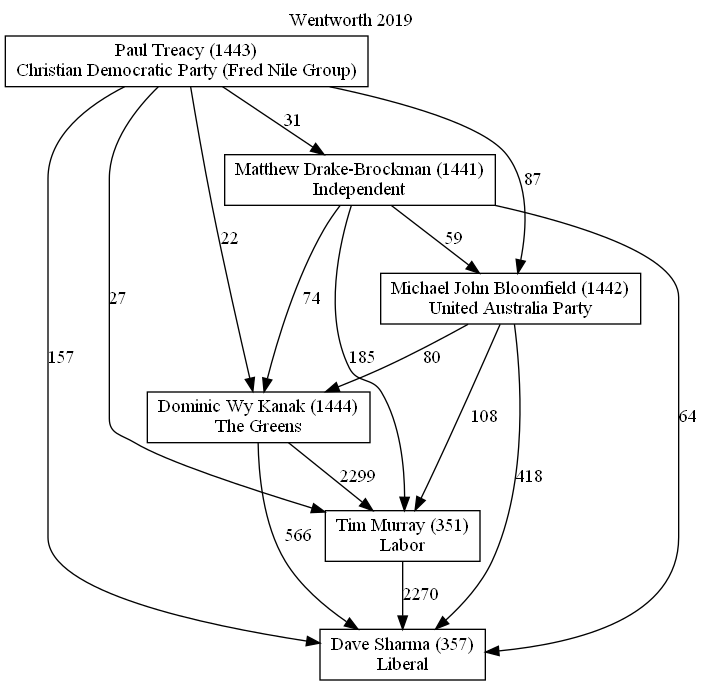 Wentworth 2019
Paul Treacy (1443)
Christian Democratic Party (Fred Nile Group)
31
Matthew Drake-Brockman (1441)
Independent
87
22
59
Michael John Bloomfield (1442)
United Australia Party
27
74
157
185
80
Dominic Wy Kanak (1444)
The Greens
108
64
2299
418
Tim Murray (351)
Labor
566
2270
Dave Sharma (357)
Liberal